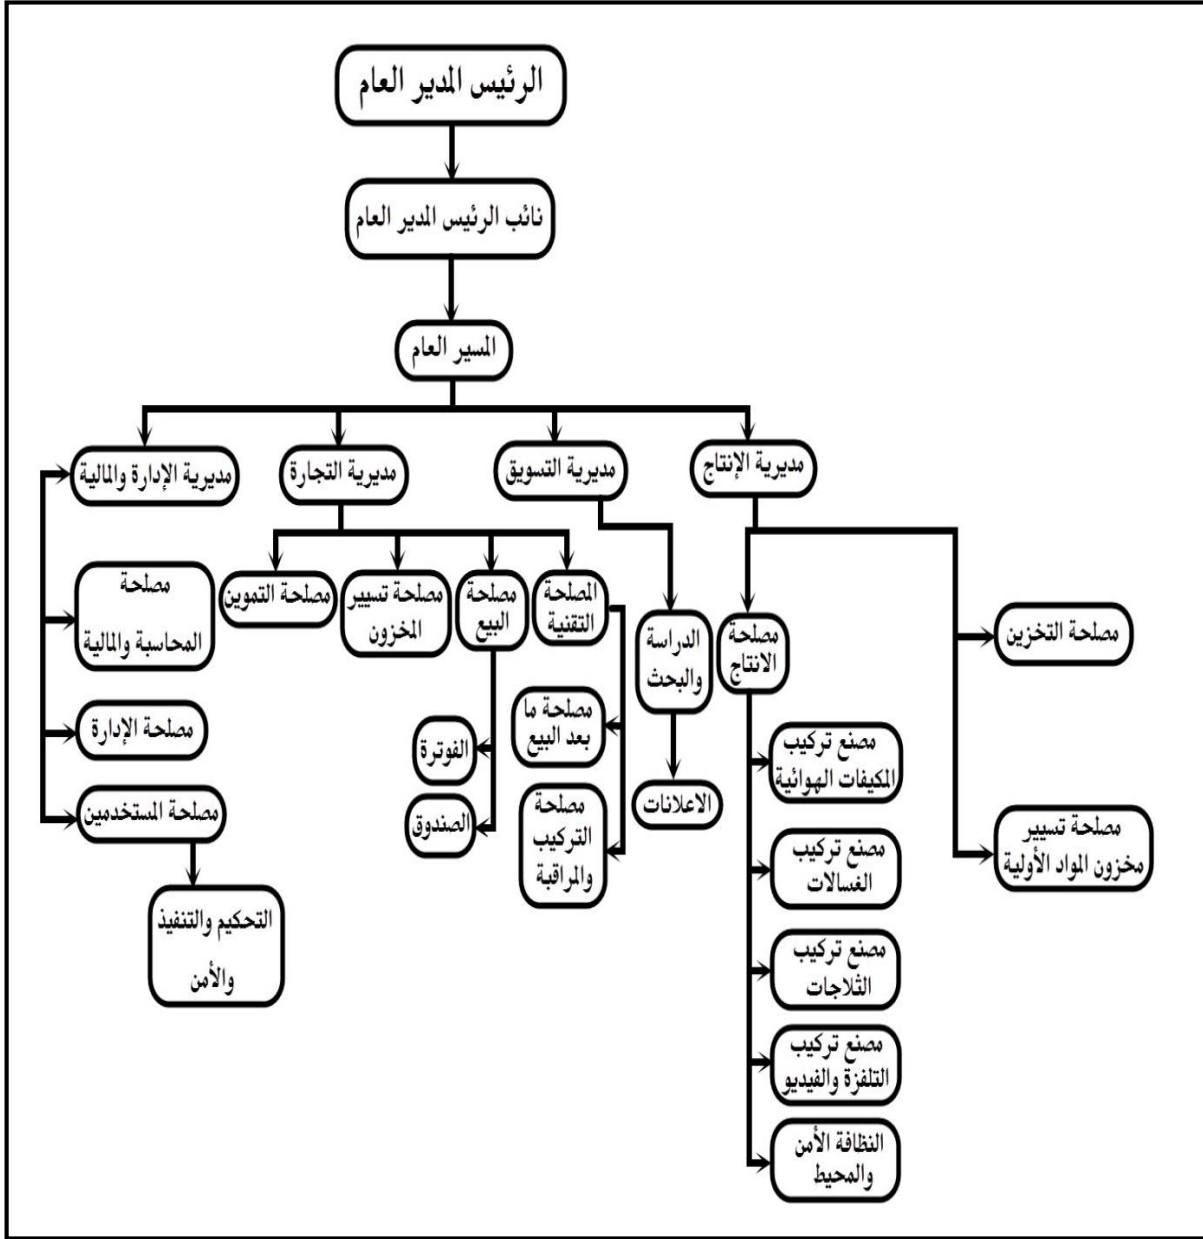 الرئيس المدير العام
نائب الرئيس المدير العام
المسير العام
مديرية الإنتاج
مديرية التسويق
مديرية التجارة
مديرية الإدارة والمالية
مصلحة التخزين
مصلحة تسيير
مخزون المواد الأولية
مصلحة
الانتاج
مصنع تركيب
المكيفات الهوائية
مصنع تركيب
الغسالات
مصنع تركيب
الثلاجات
مصنع تركيب
التلفزة والفيديو
النظافة الأمن
والمحيط
الدراسة
والبحث
الاعلانات
المصلحة
التقنية
مصلحة ما
بعد البيع
مصلحة
التركيب
والمراقبة
مصلحة
البيع
الفوترة
الصندوق
مصلحة تسيير
المخزون
مصلحة التموين
مصلحة
المحاسبة والمالية
مصلحة الإدارة
مصلحة المستخدمين
التحكيم والتنفيذ
والأمن